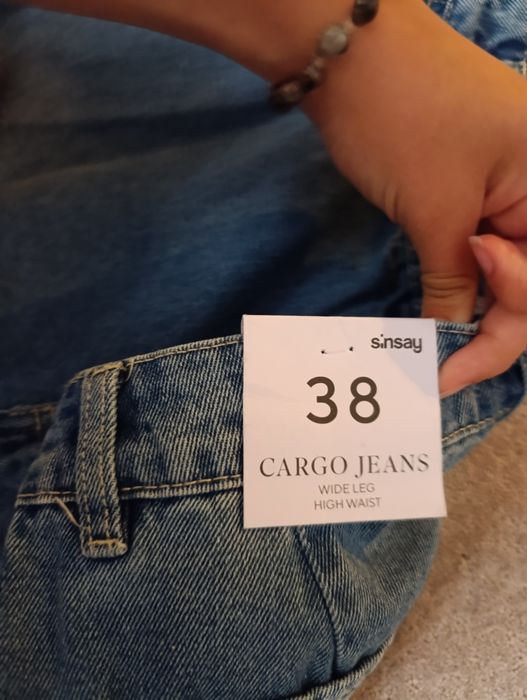 sinsay
38
CARGO JEANS
WIDE LEG
HIGH WAIST